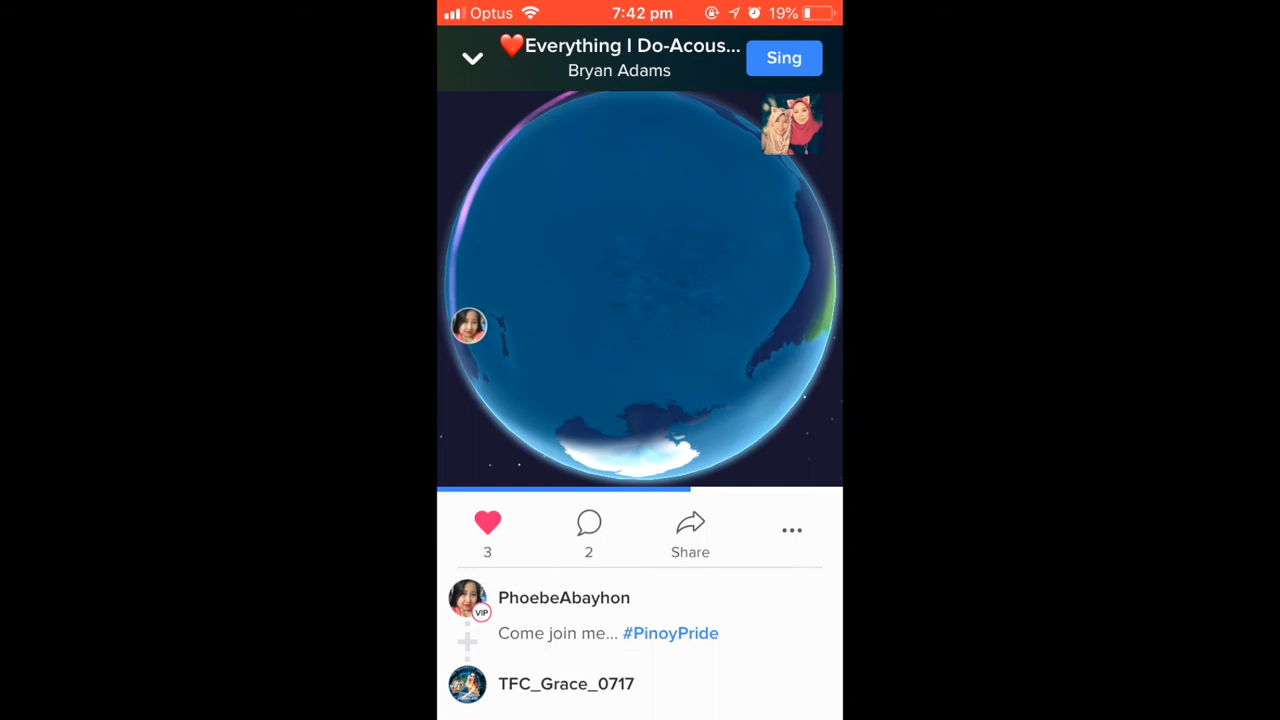 Optus 7:42 pm 19%
❤️Everything I Do-Acous...
Bryan Adams
Sing
3
2
Share
PhoebeAbayhon
VIP
Come join me... #PinoyPride
TFC_Grace_0717